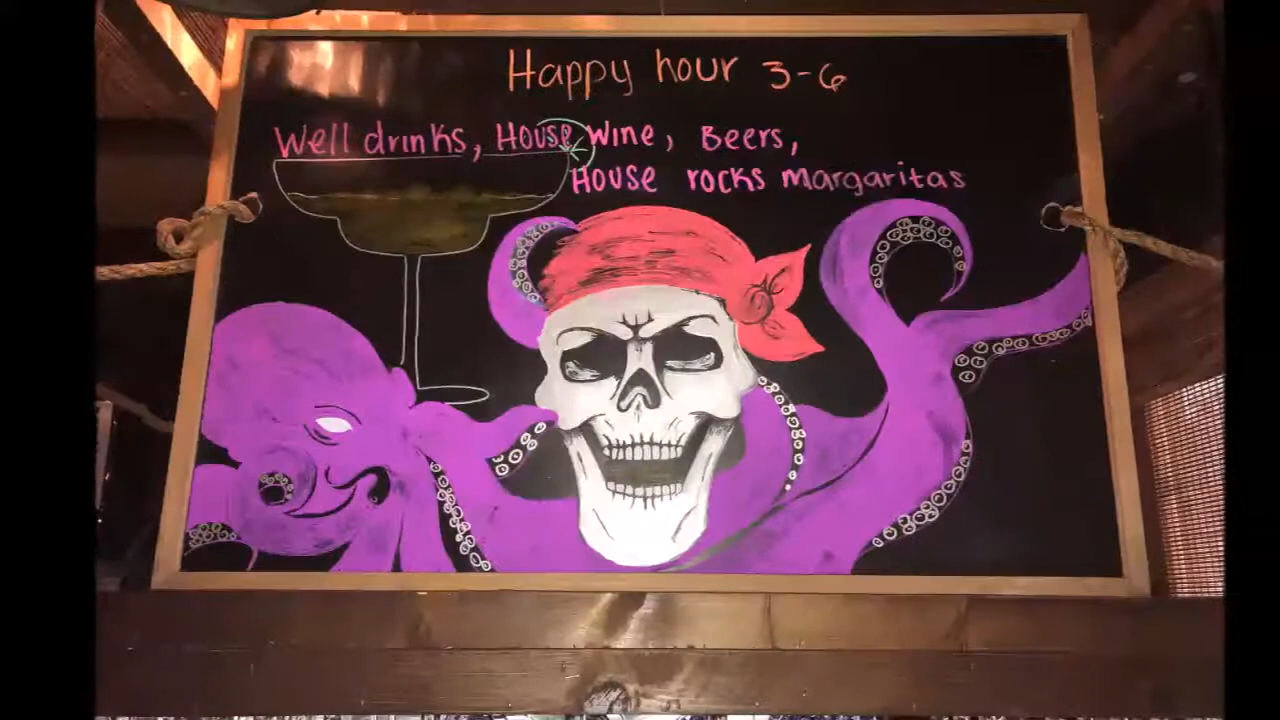 Happy hour 3-6
Well drinks, House Wine, Beers,
House rocks Margaritas